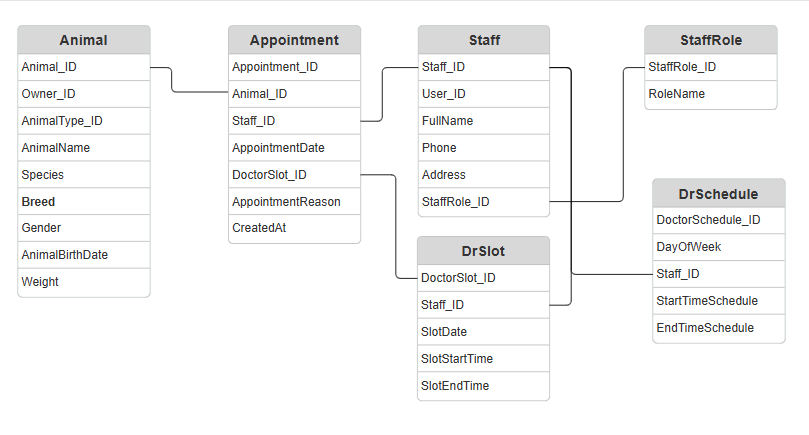 Animal
Animal_ID
Owner_ID
AnimalType_ID
AnimalName
Species
Breed
Gender
AnimalBirthDate
Weight
Appointment
Appointment_ID
Animal_ID
Staff_ID
AppointmentDate
DoctorSlot_ID
AppointmentReason
CreatedAt
Staff
Staff_ID
User_ID
FullName
Phone
Address
StaffRole_ID
DrSlot
DoctorSlot_ID
Staff_ID
SlotDate
SlotStartTime
SlotEndTime
StaffRole
StaffRole_ID
RoleName
DrSchedule
DoctorSchedule_ID
DayOfWeek
Staff_ID
StartTimeSchedule
EndTimeSchedule